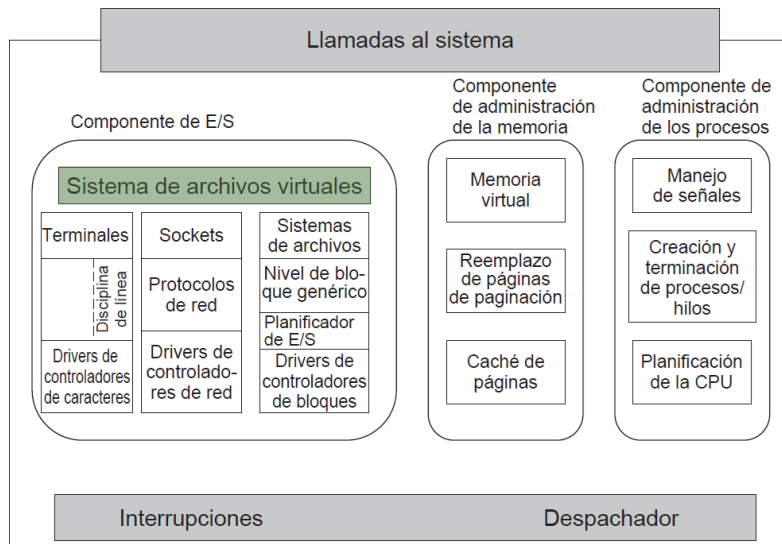 Llamadas al sistema
Componente de E/S
Sistema de archivos virtuales
Terminales
Disciplina
de línea
Drivers de
controladores
de caracteres
Sockets
Protocolos
de red
Drivers de
controlado-
res de red
Sistemas
de archivos
Nivel de blo-
que genérico
Planificador
de E/S
Drivers de
controladores
de bloques
Componente
de administración
de la memoria
Memoria
virtual
Reemplazo
de páginas
de paginación
Caché de
páginas
Componente de
administración
de los procesos
Manejo
de señales
Creación y
terminación
de procesos/
hilos
Planificación
de la CPU
Interrupciones
Despachador